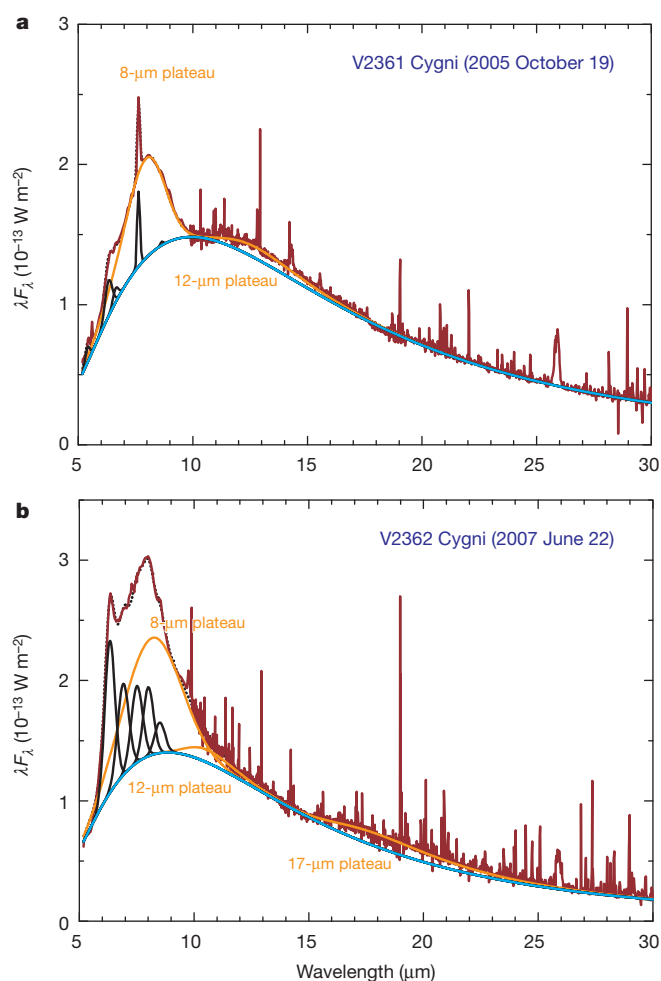 a
V2361 Cygni (2005 October 19)
8-μm plateau
12-μm plateau
λFλ (10⁻¹³ W m⁻²)
3
2
1
0
5 10 15 20 25 30
b
V2362 Cygni (2007 June 22)
8-μm plateau
12-μm plateau
17-μm plateau
λFλ (10⁻¹³ W m⁻²)
3
2
1
0
5 10 15 20 25 30
Wavelength (μm)